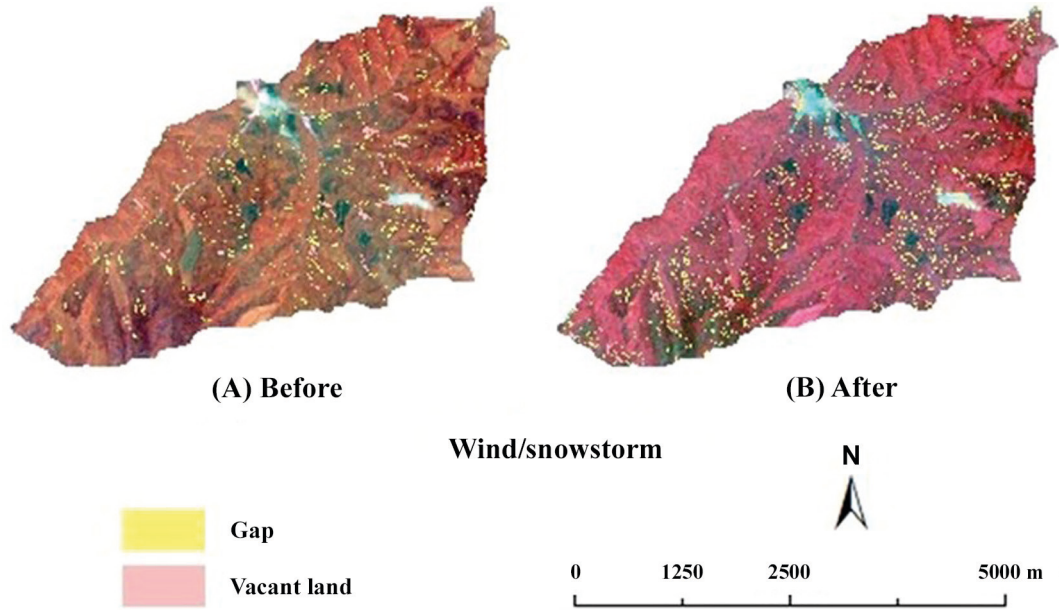 (A) Before
(B) After
Wind/snowstorm
N
Gap
Vacant land
0 1250 2500 5000 m